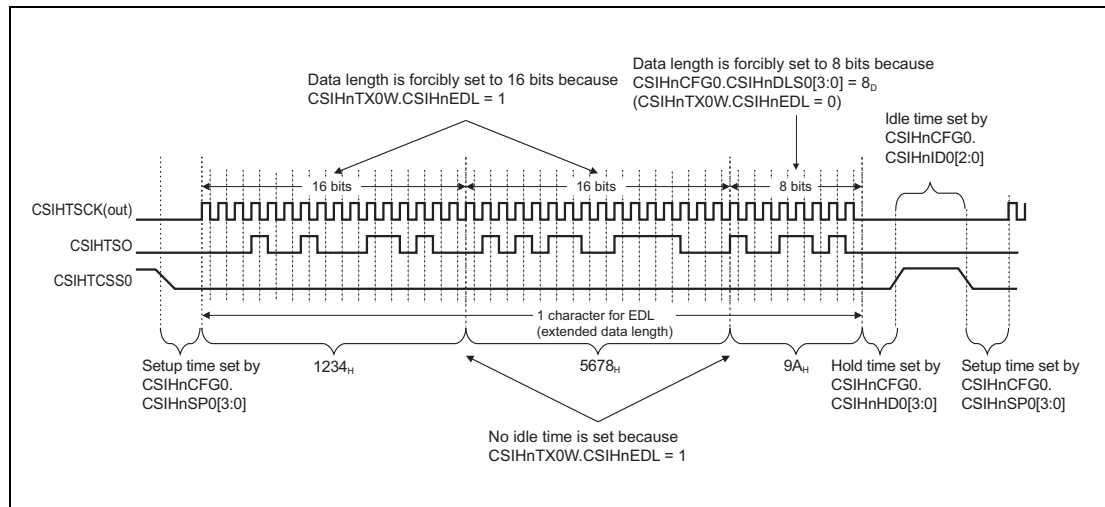 Data length is forcibly set to 16 bits because
CSIHnTX0W.CSIHnEDL = 1
Data length is forcibly set to 8 bits because
CSIHnCFG0.CSIHnDLS0[3:0] = 8D
(CSIHnTX0W.CSIHnEDL = 0)
Idle time set by
CSIHnCFG0.
CSIHnID0[2:0]
16 bits
16 bits
8 bits
CSIHTSCK(out)
CSIHTSO
CSIHTCSS0
1 character for EDL
(extended data length)
Setup time set by
CSIHnCFG0.
CSIHnSP0[3:0]
1234H
5678H
9AH
Hold time set by
CSIHnCFG0.
CSIHnHD0[3:0]
Setup time set by
CSIHnCFG0.
CSIHnSP0[3:0]
No idle time is set because
CSIHnTX0W.CSIHnEDL = 1